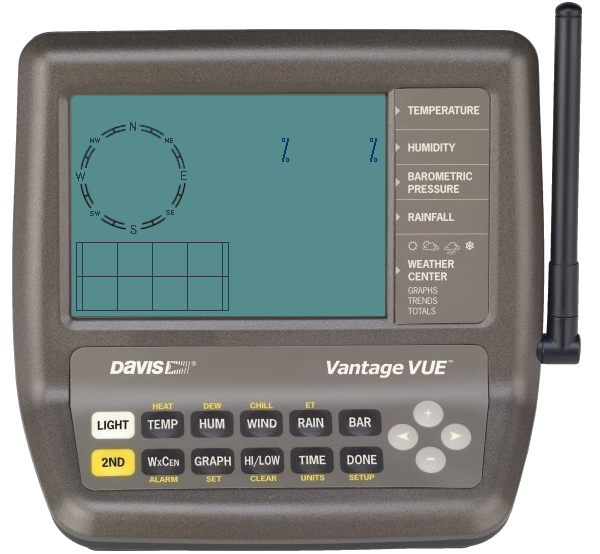 N
NW NE
W E
SW SE
S
% %
TEMPERATURE
HUMIDITY
BAROMETRIC
PRESSURE
RAINFALL
WEATHER
CENTER
GRAPHS
TRENDS
TOTALS
DAVIS ®
Vantage VUE™
HEAT DEW CHILL ET
LIGHT TEMP HUM WIND RAIN BAR
+
2ND WxCEN GRAPH HI/LOW TIME DONE
−
ALARM SET CLEAR UNITS SETUP